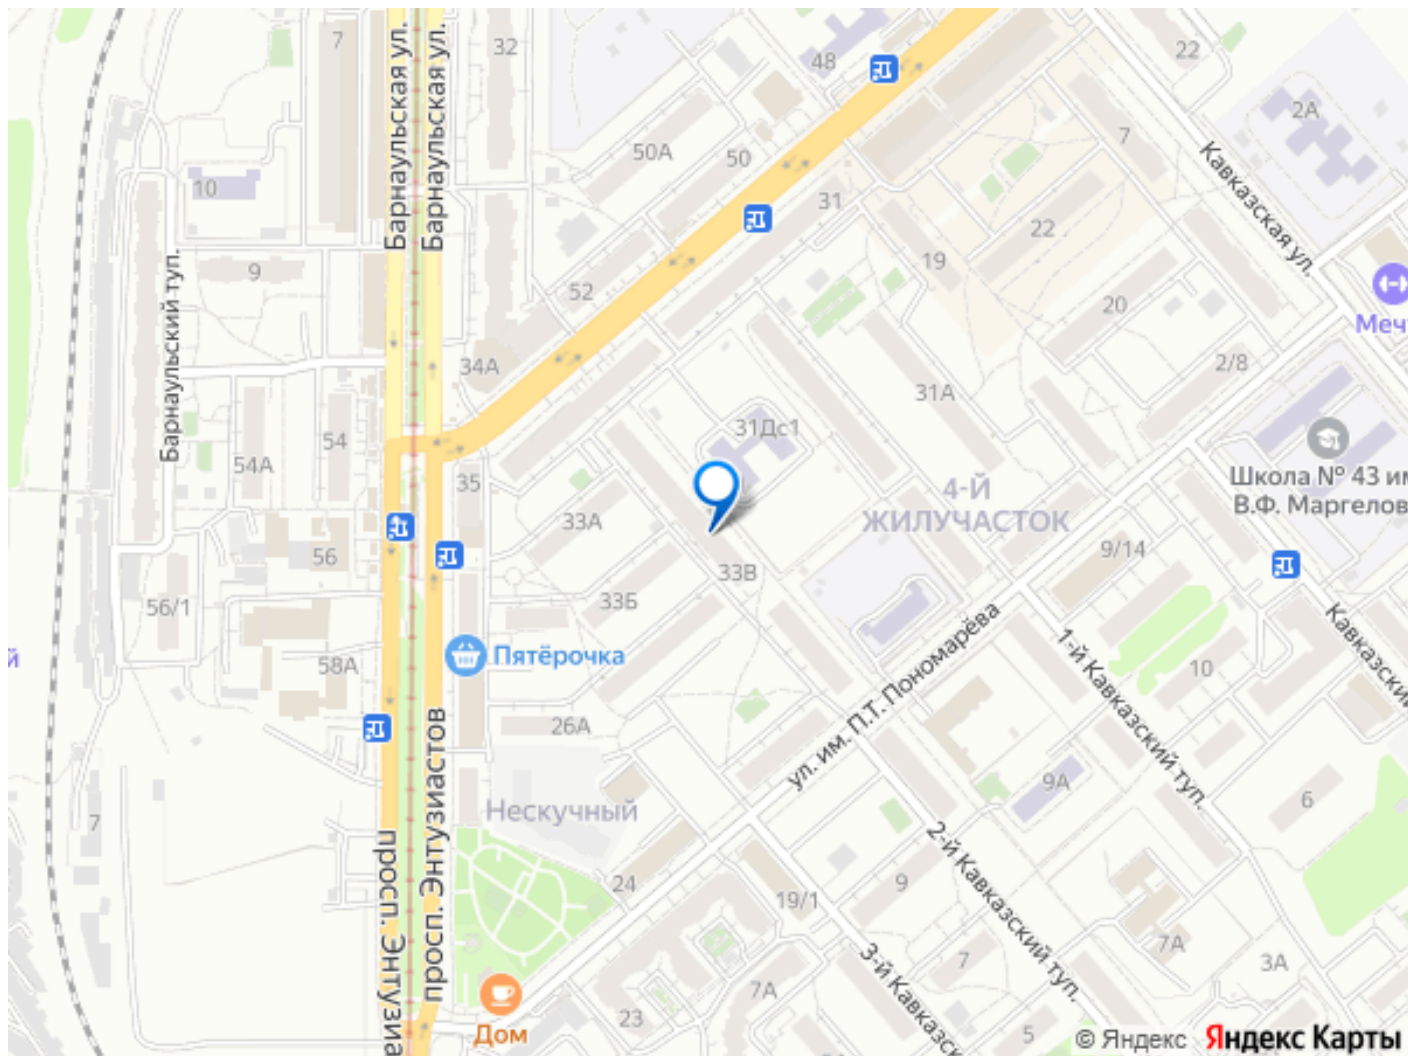 7
Барнаульская ул.
Барнаульская ул.
32
48
22
2А
50А
50
7
Кавказская ул.
10
31
Барнаульский туп.
9
52
19
22
20
Меч
34А
31А
2/8
54
54А
31Дс1
35
33А
4-Й
ЖИЛУЧАСТОК
Школа № 43 им
В.Ф. Маргелов
56
33В
9/14
56/1
33Б
Пятёрочка
й
58А
ул. им. П.Т. Пономарёва
1-й Кавказский туп.
Кавказский
10
26А
просп. Энтузиастов
просп. Энтузиа
Нескучный
9А
6
7
2-й Кавказский туп.
24
9
19/1
3-й Кавказск
7А
7
3А
7А
23
5
Дом
© Яндекс Яндекс Карты